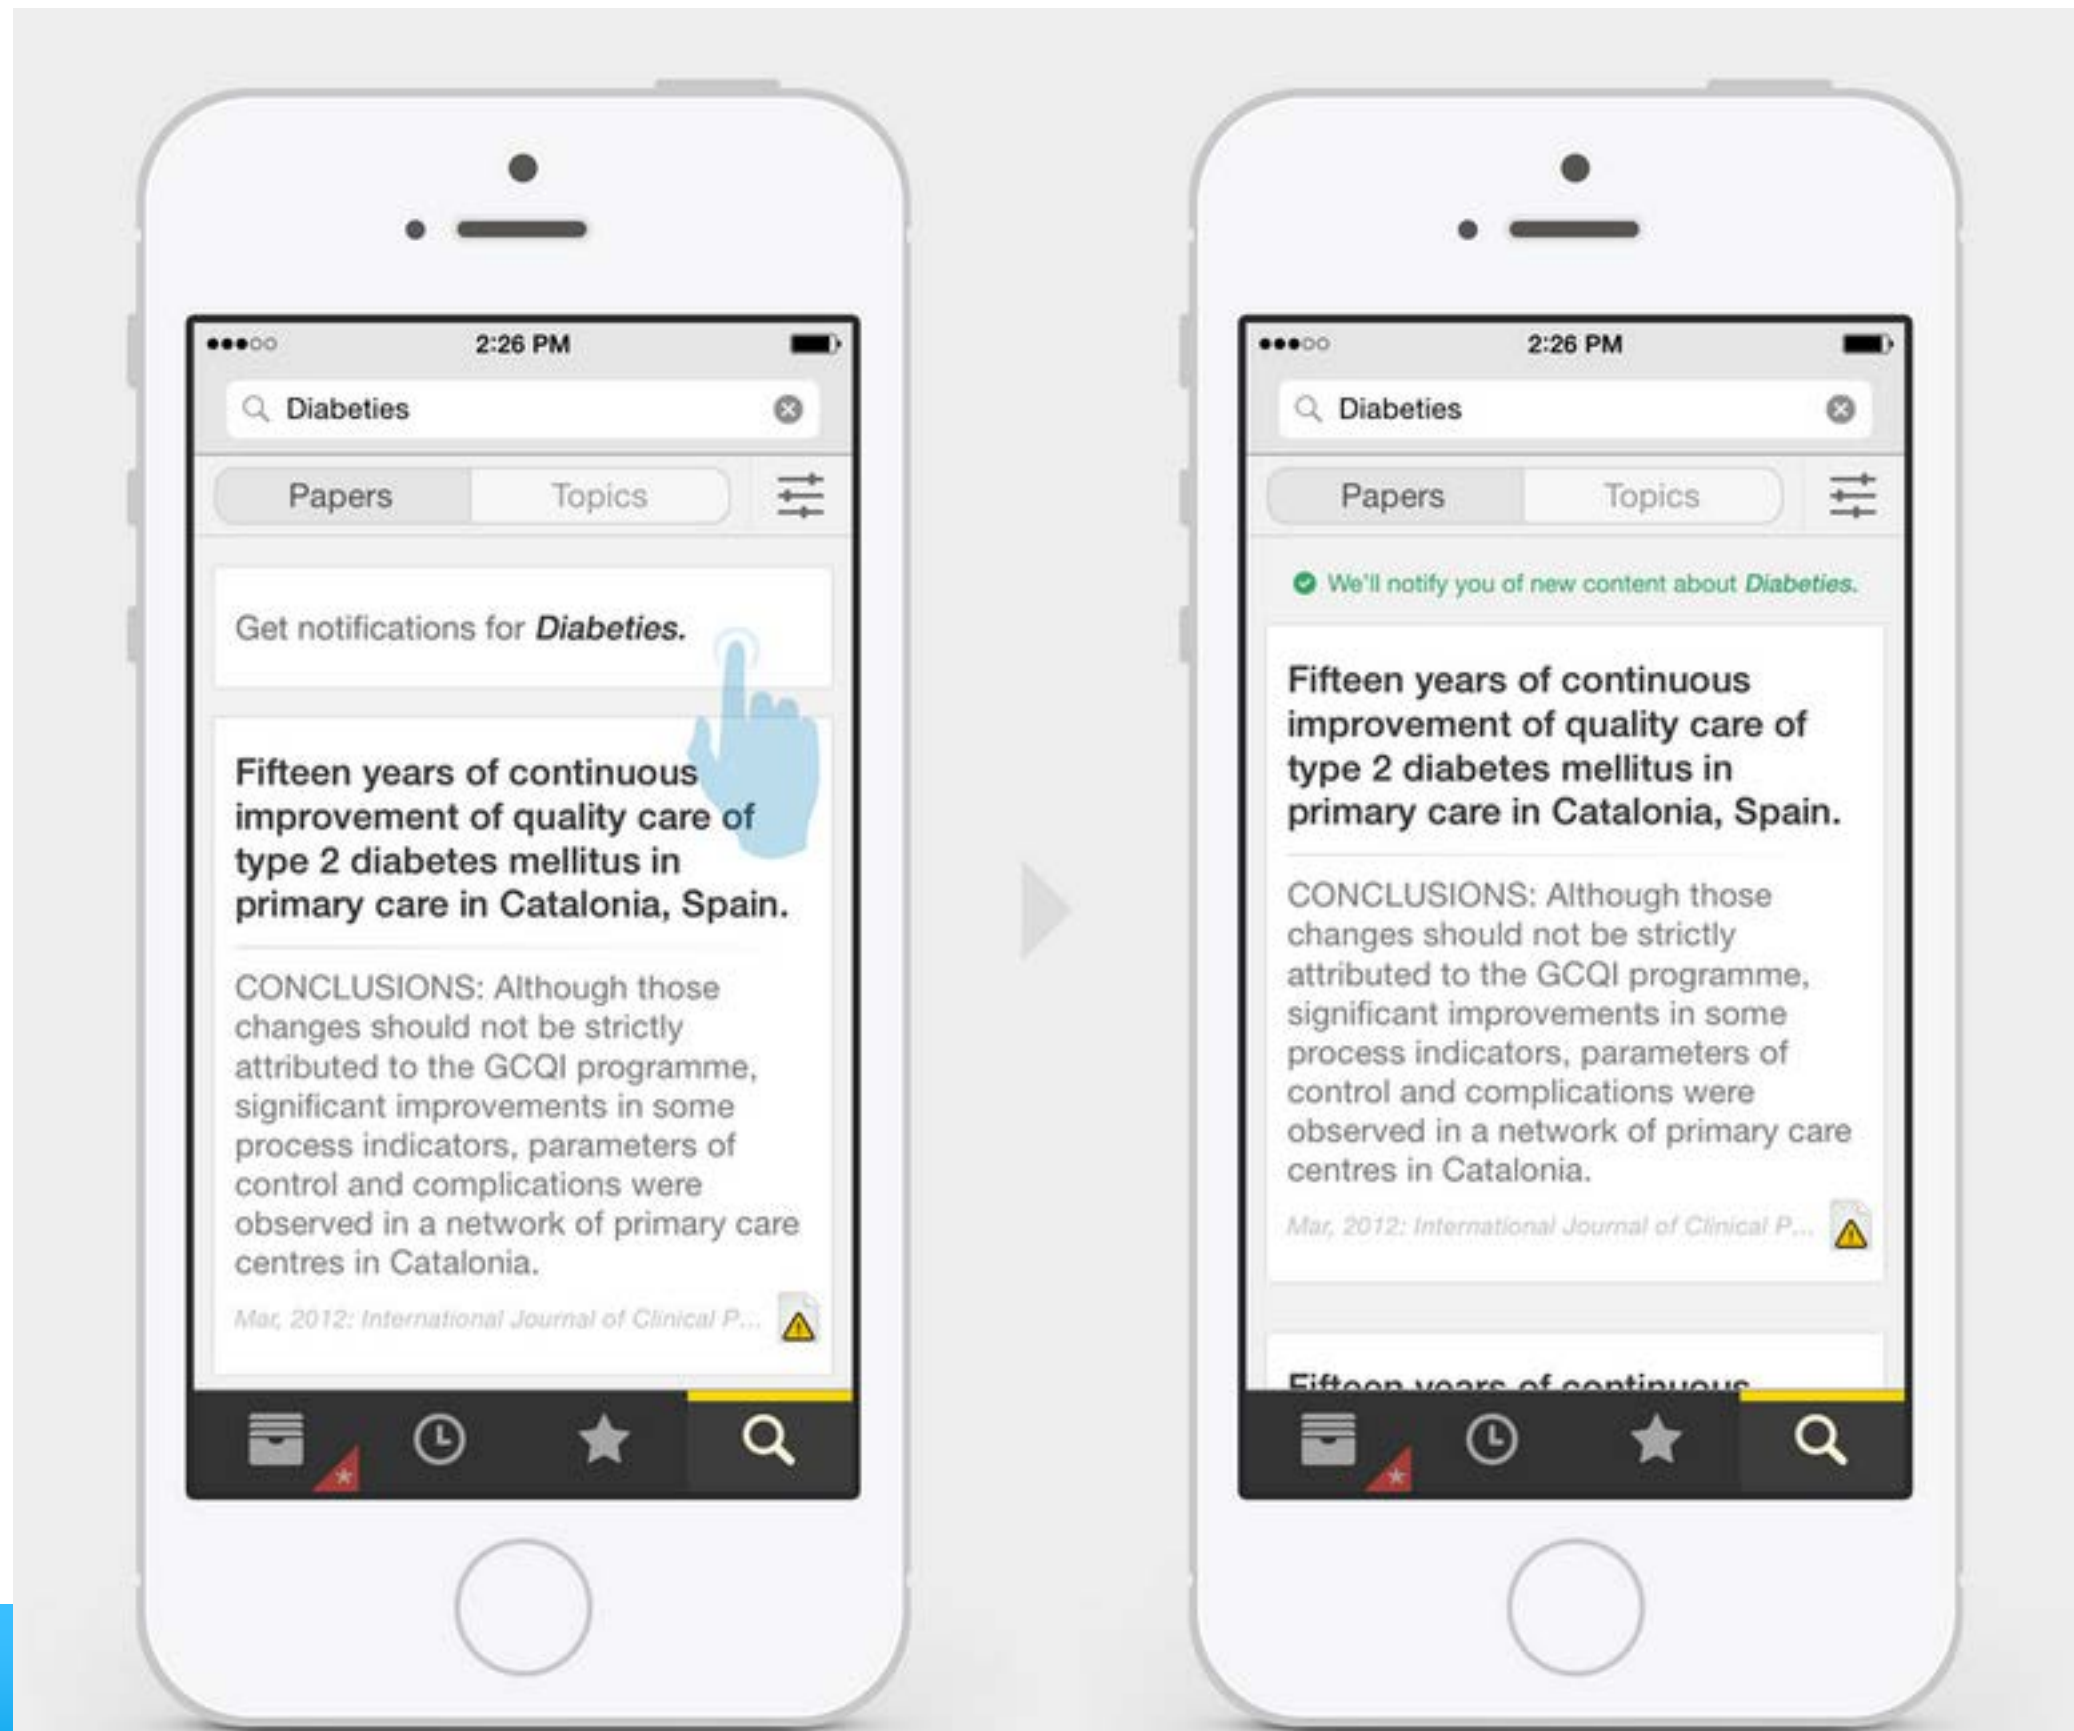 2:26 PM
Diabeties
Papers
Topics
Get notifications for Diabeties.
Fifteen years of continuous
improvement of quality care of
type 2 diabetes mellitus in
primary care in Catalonia, Spain.
CONCLUSIONS: Although those
changes should not be strictly
attributed to the GCQI programme,
significant improvements in some
process indicators, parameters of
control and complications were
observed in a network of primary care
centres in Catalonia.
Mar, 2012: International Journal of Clinical P...
2:26 PM
Diabeties
Papers
Topics
We'll notify you of new content about Diabeties.
Fifteen years of continuous
improvement of quality care of
type 2 diabetes mellitus in
primary care in Catalonia, Spain.
CONCLUSIONS: Although those
changes should not be strictly
attributed to the GCQI programme,
significant improvements in some
process indicators, parameters of
control and complications were
observed in a network of primary care
centres in Catalonia.
Mar, 2012: International Journal of Clinical P...
Fifteen years of continuous